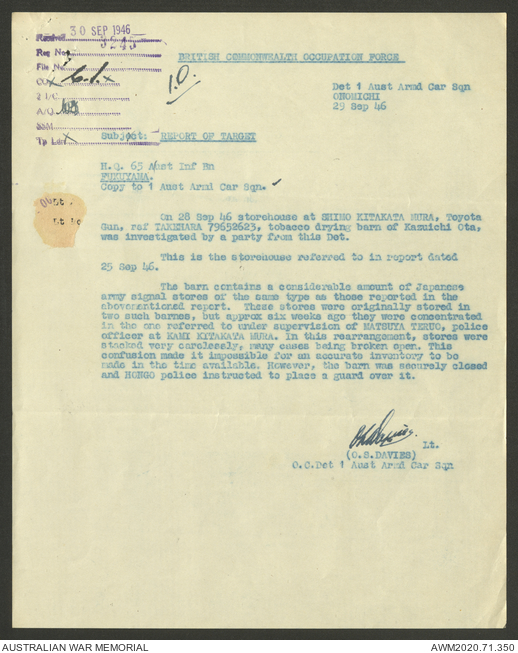 30 SEP 1946
Received
Reg No. 3245
File No.
C.O.
2 I/C
A/Q
SSM
Tp Ldrs
I.O.
BRITISH COMMONWEALTH OCCUPATION FORCE
Det 1 Aust Armd Car Sqn
ONOMICHI
29 Sep 46
Subject: REPORT OF TARGET
H.Q. 65 Aust Inf Bn
FUKUYAMA.
Copy to 1 Aust Arml Car Sqn.
On 28 Sep 46 storehouse at SHIMO KITAKATA MURA, Toyota
Gun, ref TAKEHARA 79652623, tobacco drying barn of Kazuichi Ota,
was investigated by a party from this Det.
This is the storehouse referred to in report dated
25 Sep 46.
The barn contains a considerable amount of Japanese
army signal stores of the same type as those reported in the
abovementioned report. These stores were originally stored in
two such barnes, but approx six weeks ago they were concentrated
in the one referred to under supervision of MATSUYA TERUO, police
officer at KAMI KITAKATA MURA. In this rearrangement, stores were
stacked very carelessly, many cases being broken open. This
confusion made it impossible for an accurate inventory to be
made in the time available. However, the barn was securely closed
and HONGO police instructed to place a guard over it.
Lt.
(O.S.DAVIES)
O.C.Det 1 Aust Armd Car Sqn
AUSTRALIAN WAR MEMORIAL
AWM2020.71.350